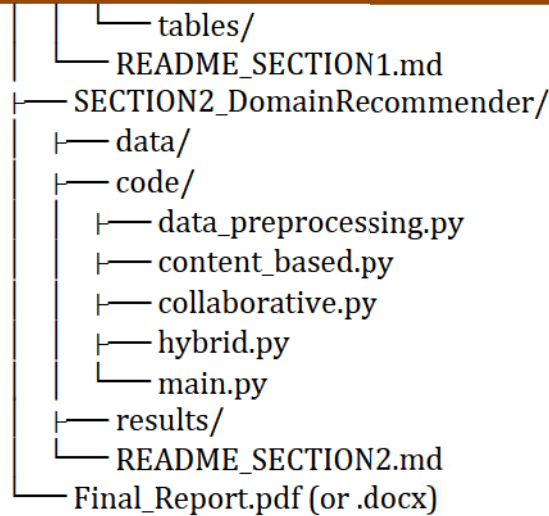 tables/
README_SECTION1.md
SECTION2_DomainRecommender/
data/
code/
data_preprocessing.py
content_based.py
collaborative.py
hybrid.py
main.py
results/
README_SECTION2.md
Final_Report.pdf (or .docx)